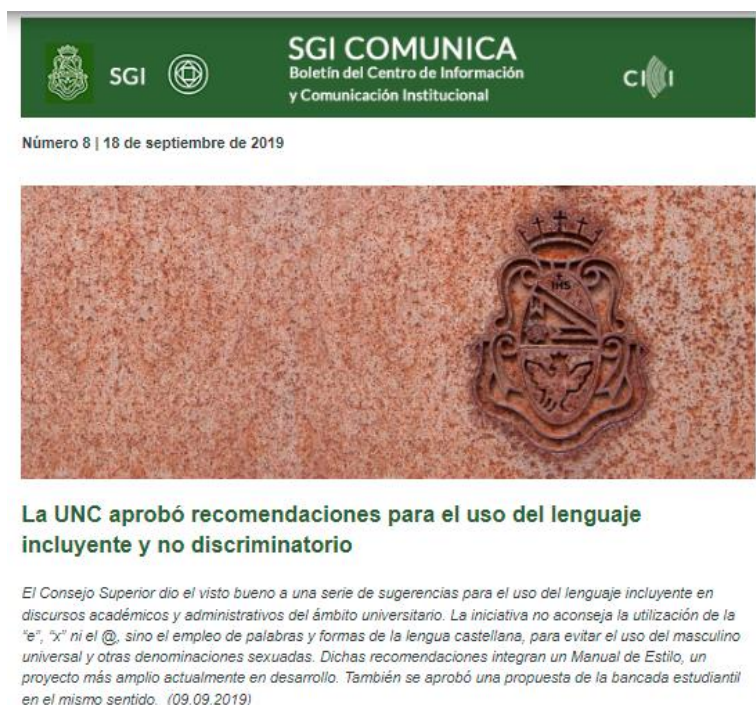 SGI
SGI COMUNICA
Boletín del Centro de Información
y Comunicación Institucional
Número 8 | 18 de septiembre de 2019
IHS
La UNC aprobó recomendaciones para el uso del lenguaje
incluyente y no discriminatorio
El Consejo Superior dio el visto bueno a una serie de sugerencias para el uso del lenguaje incluyente en
discursos académicos y administrativos del ámbito universitario. La iniciativa no aconseja la utilización de la
"e", "x" ni el @, sino el empleo de palabras y formas de la lengua castellana, para evitar el uso del masculino
universal y otras denominaciones sexuadas. Dichas recomendaciones integran un Manual de Estilo, un
proyecto más amplio actualmente en desarrollo. También se aprobó una propuesta de la bancada estudiantil
en el mismo sentido. (09.09.2019)